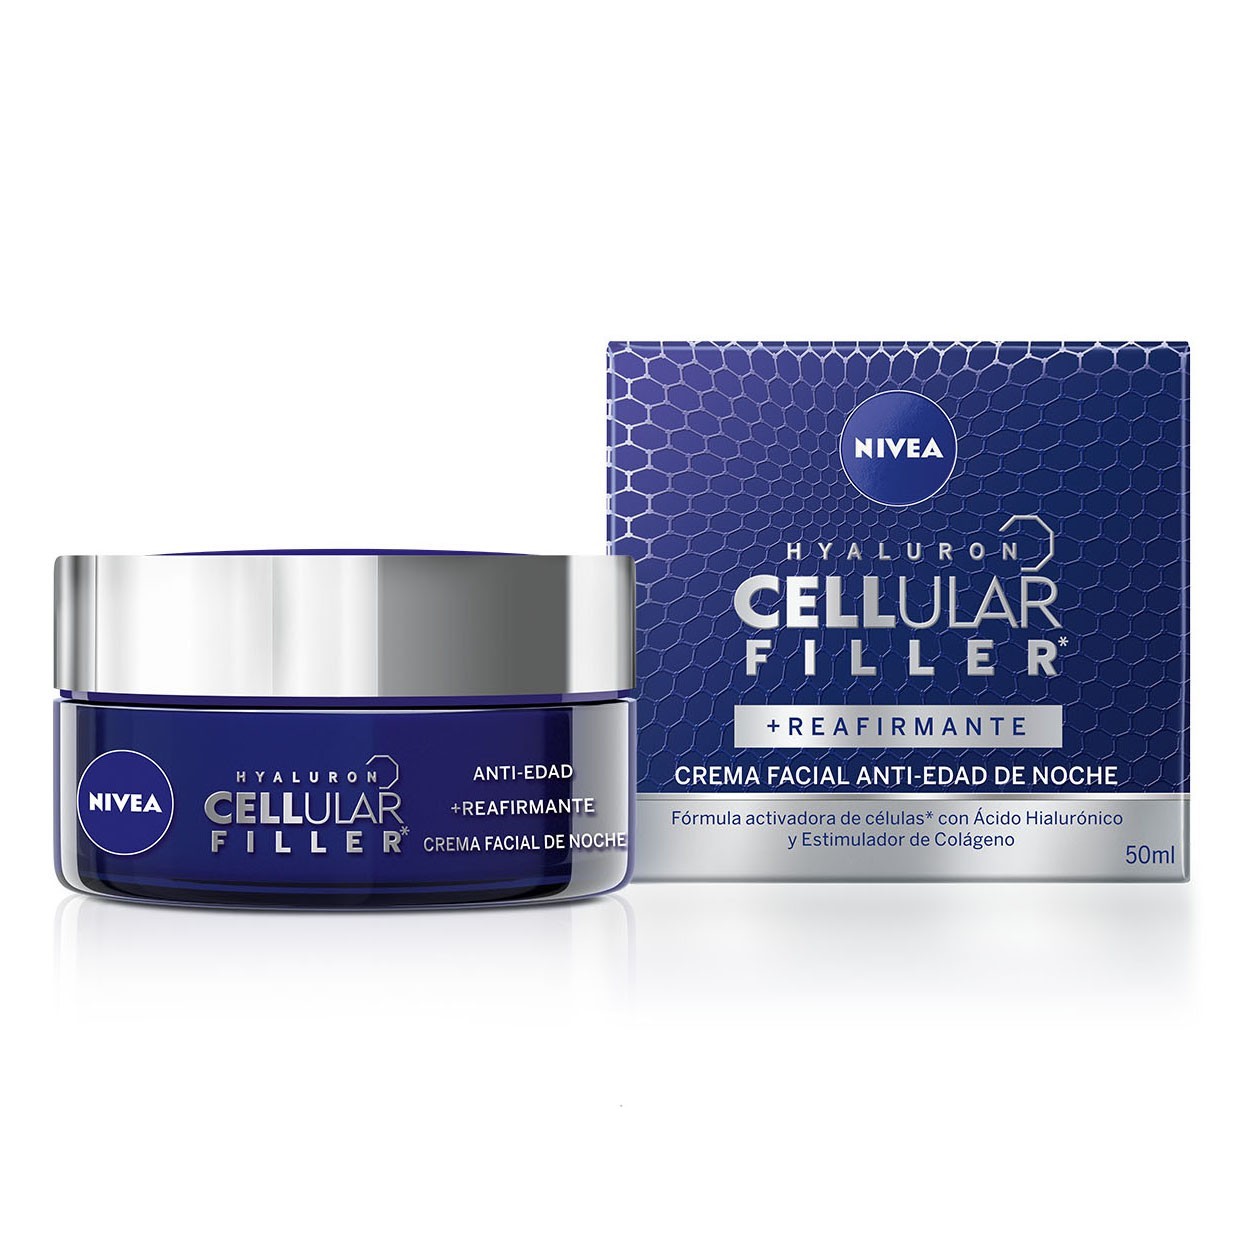 NIVEA
HYALURON
CELLULAR
FILLER*
ANTI-EDAD
+REAFIRMANTE
CREMA FACIAL DE NOCHE
NIVEA
HYALURON
CELLULAR
FILLER*
+REAFIRMANTE
CREMA FACIAL ANTI-EDAD DE NOCHE
Fórmula activadora de células* con Ácido Hialurónico
y Estimulador de Colágeno
50ml